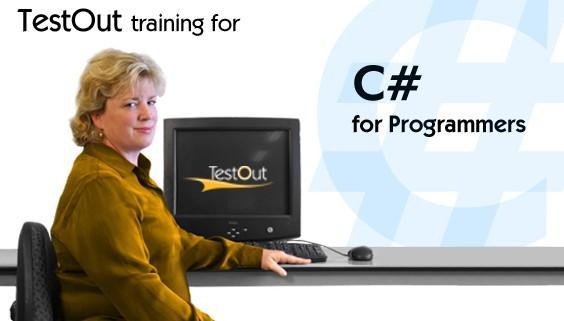 TestOut training for
C#
for Programmers
TestOut